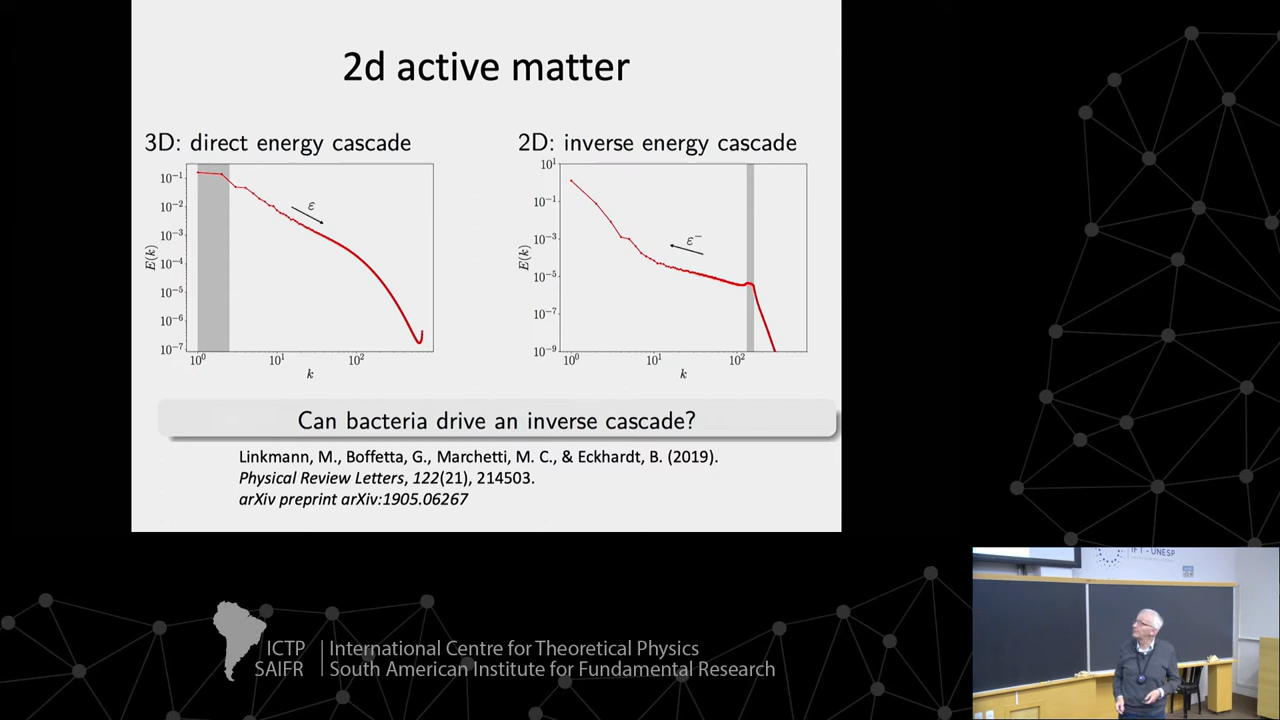 2d active matter
3D: direct energy cascade
10⁻¹
10⁻²
10⁻³
10⁻⁴
10⁻⁵
10⁻⁶
10⁻⁷
E(k)
ε
10⁰ 10¹ 10²
k
2D: inverse energy cascade
10¹
10⁻¹
10⁻³
10⁻⁵
10⁻⁷
10⁻⁹
E(k)
ε⁻
10⁰ 10¹ 10²
k
Can bacteria drive an inverse cascade?
Linkmann, M., Boffetta, G., Marchetti, M. C., & Eckhardt, B. (2019).
Physical Review Letters, 122(21), 214503.
arXiv preprint arXiv:1905.06267
IFT - UNESP
ICTP | International Centre for Theoretical Physics
SAIFR | South American Institute for Fundamental Research